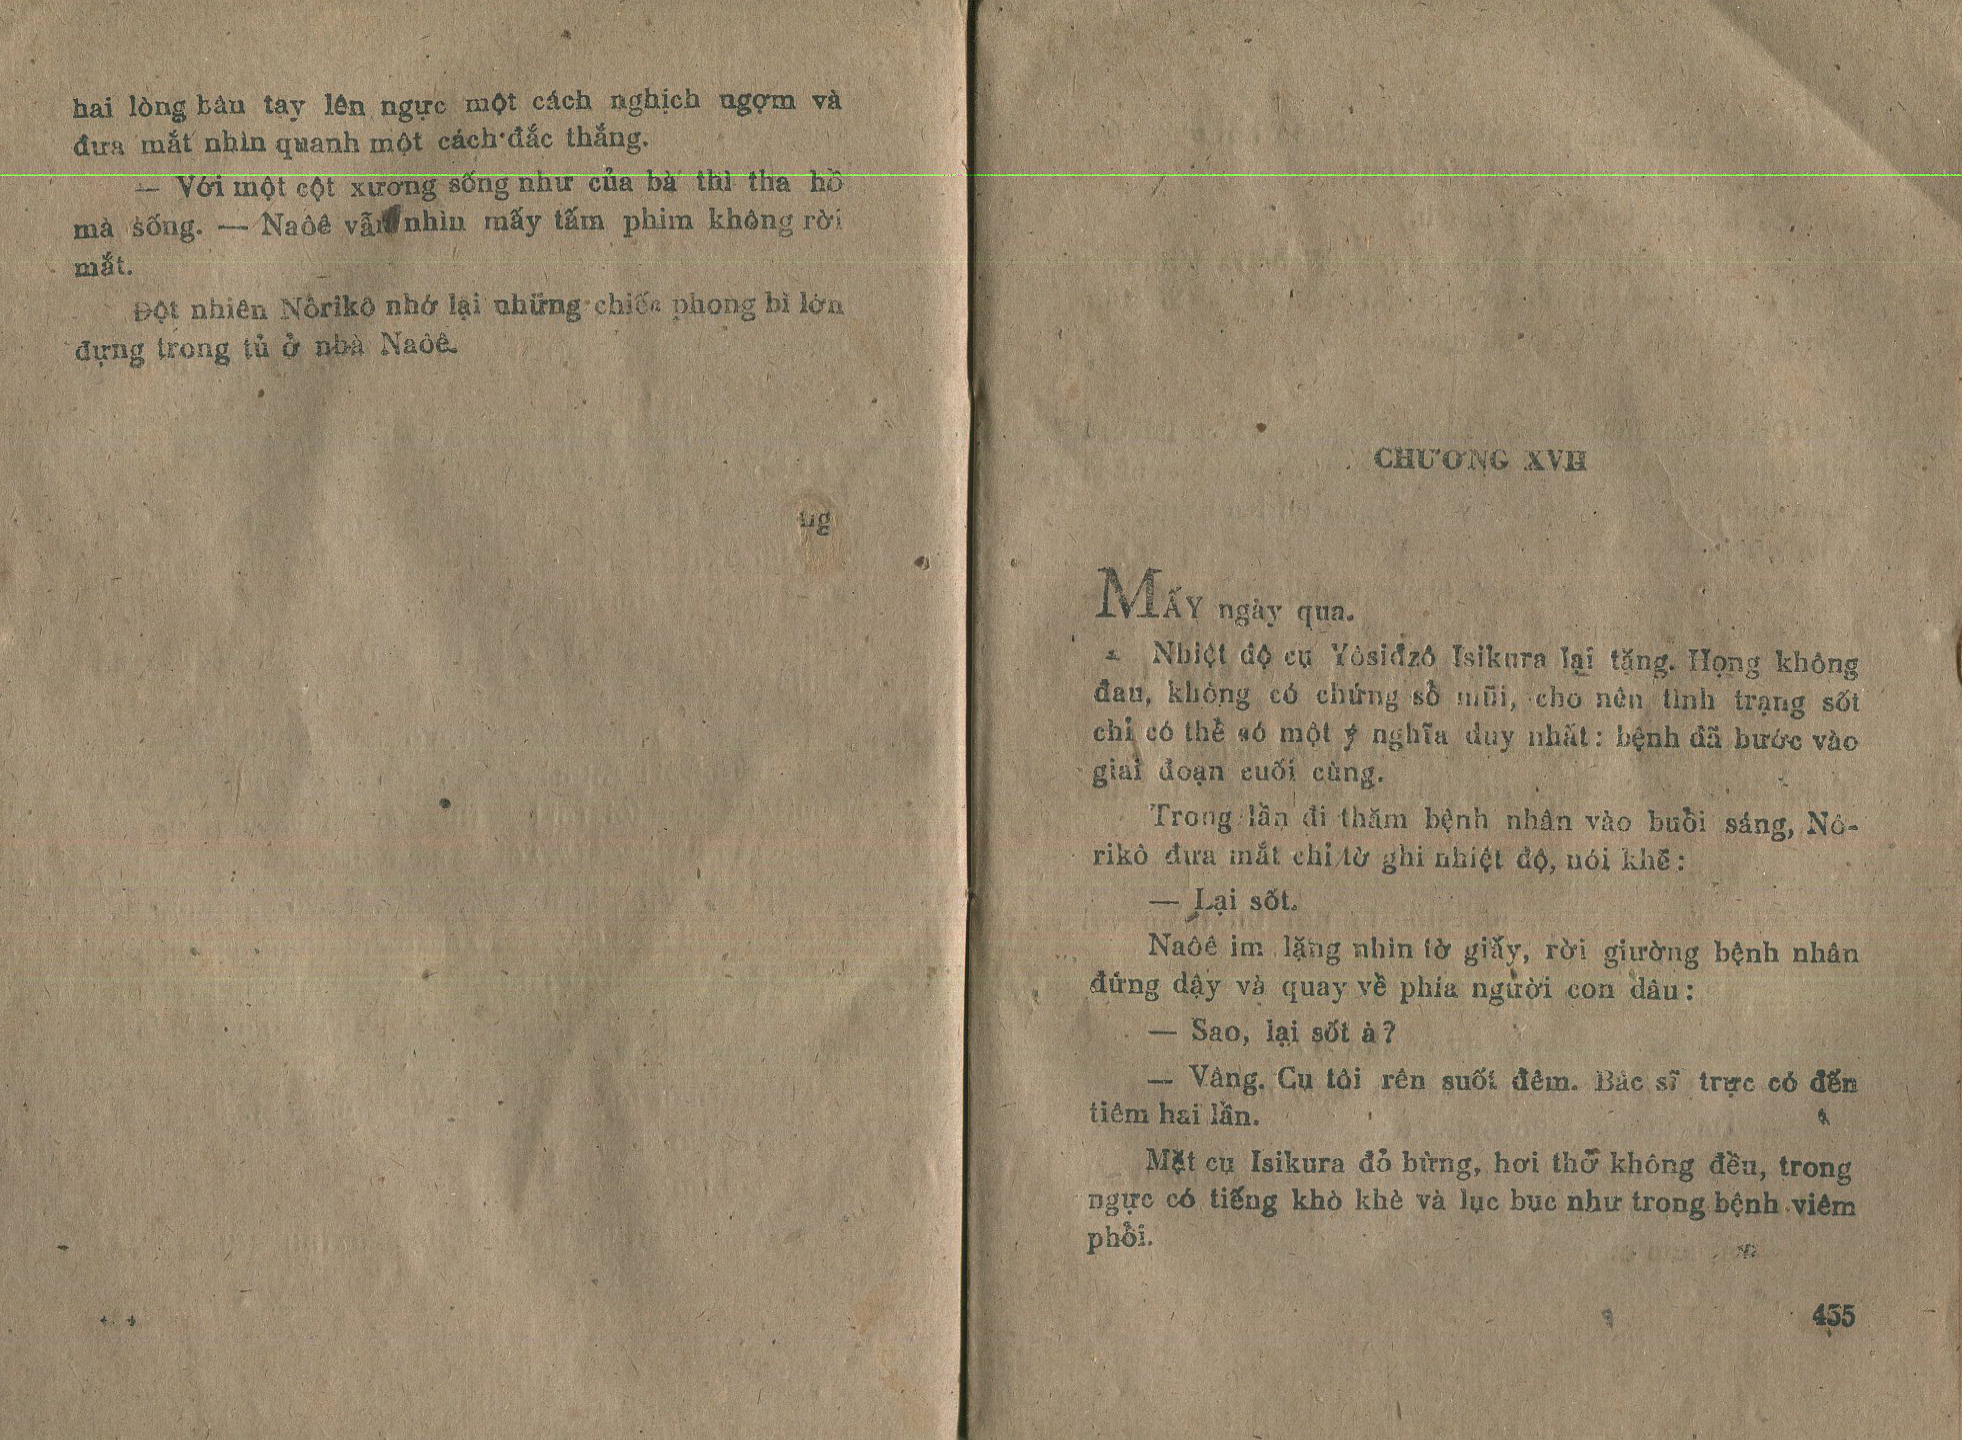 hai lòng bàn tay lên ngực một cách nghịch ngợm và
đưa mắt nhìn quanh một cách đắc thắng.
— Với một cột xương sống như của bà thì tha hồ
mà sống. — Naôê vẫn nhìn mấy tấm phim không rời
mắt.
Đột nhiên Nôrikô nhớ lại những chiếc phong bì lớn
đựng trong tủ ở nhà Naôê.
CHƯƠNG XVII
MẤY ngày qua.
Nhiệt độ cụ Yôsiđzô Isikura lại tăng. Họng không
đau, không có chứng sổ mũi, cho nên tình trạng sốt
chỉ có thể có một ý nghĩa duy nhất: bệnh đã bước vào
giai đoạn cuối cùng.
Trong lần đi thăm bệnh nhân vào buổi sáng, Nô-
rikô đưa mắt chỉ tờ ghi nhiệt độ, nói khẽ:
— Lại sốt.
Naôê im lặng nhìn tờ giấy, rời giường bệnh nhân
đứng dậy và quay về phía người con dâu:
— Sao, lại sốt à?
— Vâng. Cụ tôi rên suốt đêm. Bác sĩ trực có đến
tiêm hai lần.
Mặt cụ Isikura đỏ bừng, hơi thở không đều, trong
ngực có tiếng khò khè và lục bục như trong bệnh viêm
phổi.
455